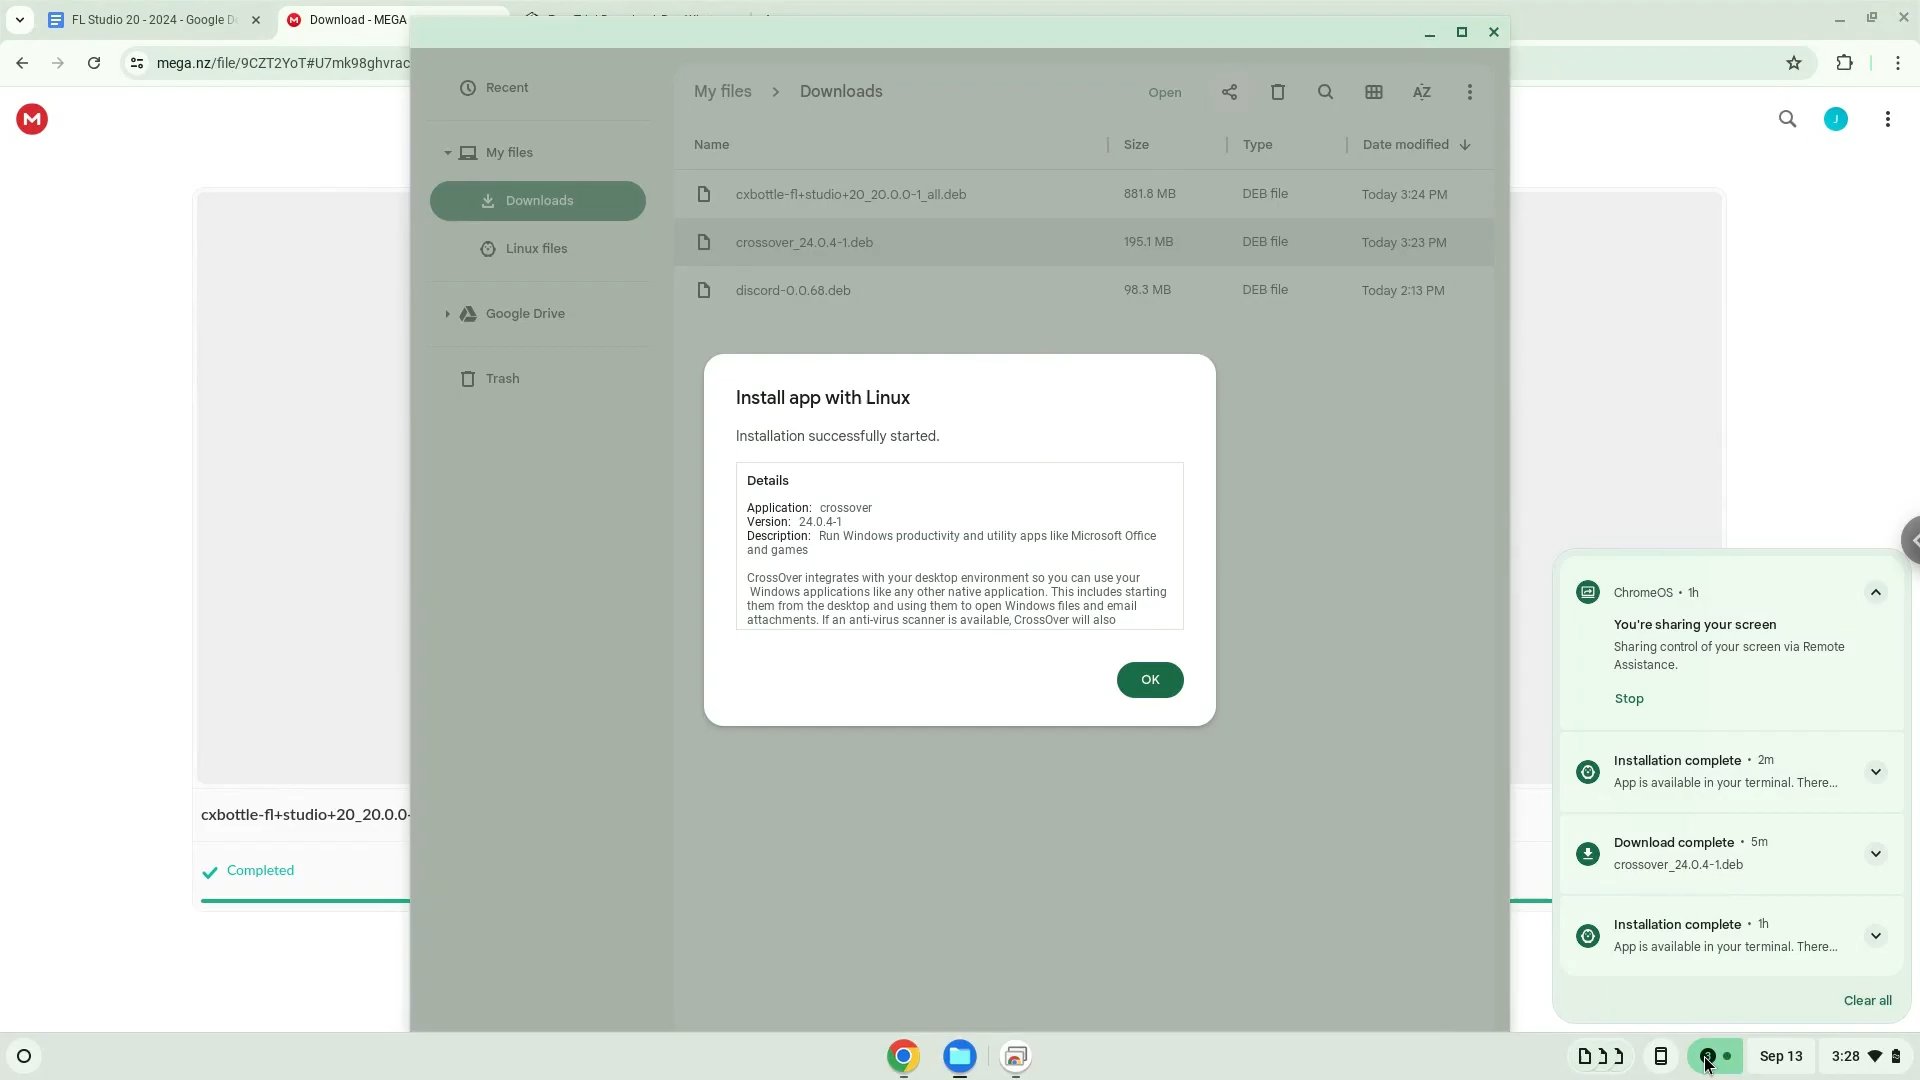 FL Studio 20 - 2024 - Google D
Download - MEGA
mega.nz/file/9CZT2YoT#U7mk98ghvrac
M
J
Recent
My files
Downloads
Linux files
Google Drive
Trash
My files > Downloads
Open
AZ
Name
Size
Type
Date modified
cxbottle-fl+studio+20_20.0.0-1_all.deb 881.8 MB DEB file Today 3:24 PM
crossover_24.0.4-1.deb 195.1 MB DEB file Today 3:23 PM
discord-0.0.68.deb 98.3 MB DEB file Today 2:13 PM
Install app with Linux
Installation successfully started.
Details
Application: crossover
Version: 24.0.4-1
Description: Run Windows productivity and utility apps like Microsoft Office
and games
CrossOver integrates with your desktop environment so you can use your
Windows applications like any other native application. This includes starting
them from the desktop and using them to open Windows files and email
attachments. If an anti-virus scanner is available, CrossOver will also
OK
cxbottle-fl+studio+20_20.0.0-
Completed
ChromeOS • 1h
You're sharing your screen
Sharing control of your screen via Remote
Assistance.
Stop
Installation complete • 2m
App is available in your terminal. There...
Download complete • 5m
crossover_24.0.4-1.deb
Installation complete • 1h
App is available in your terminal. There...
Clear all
Sep 13
3:28